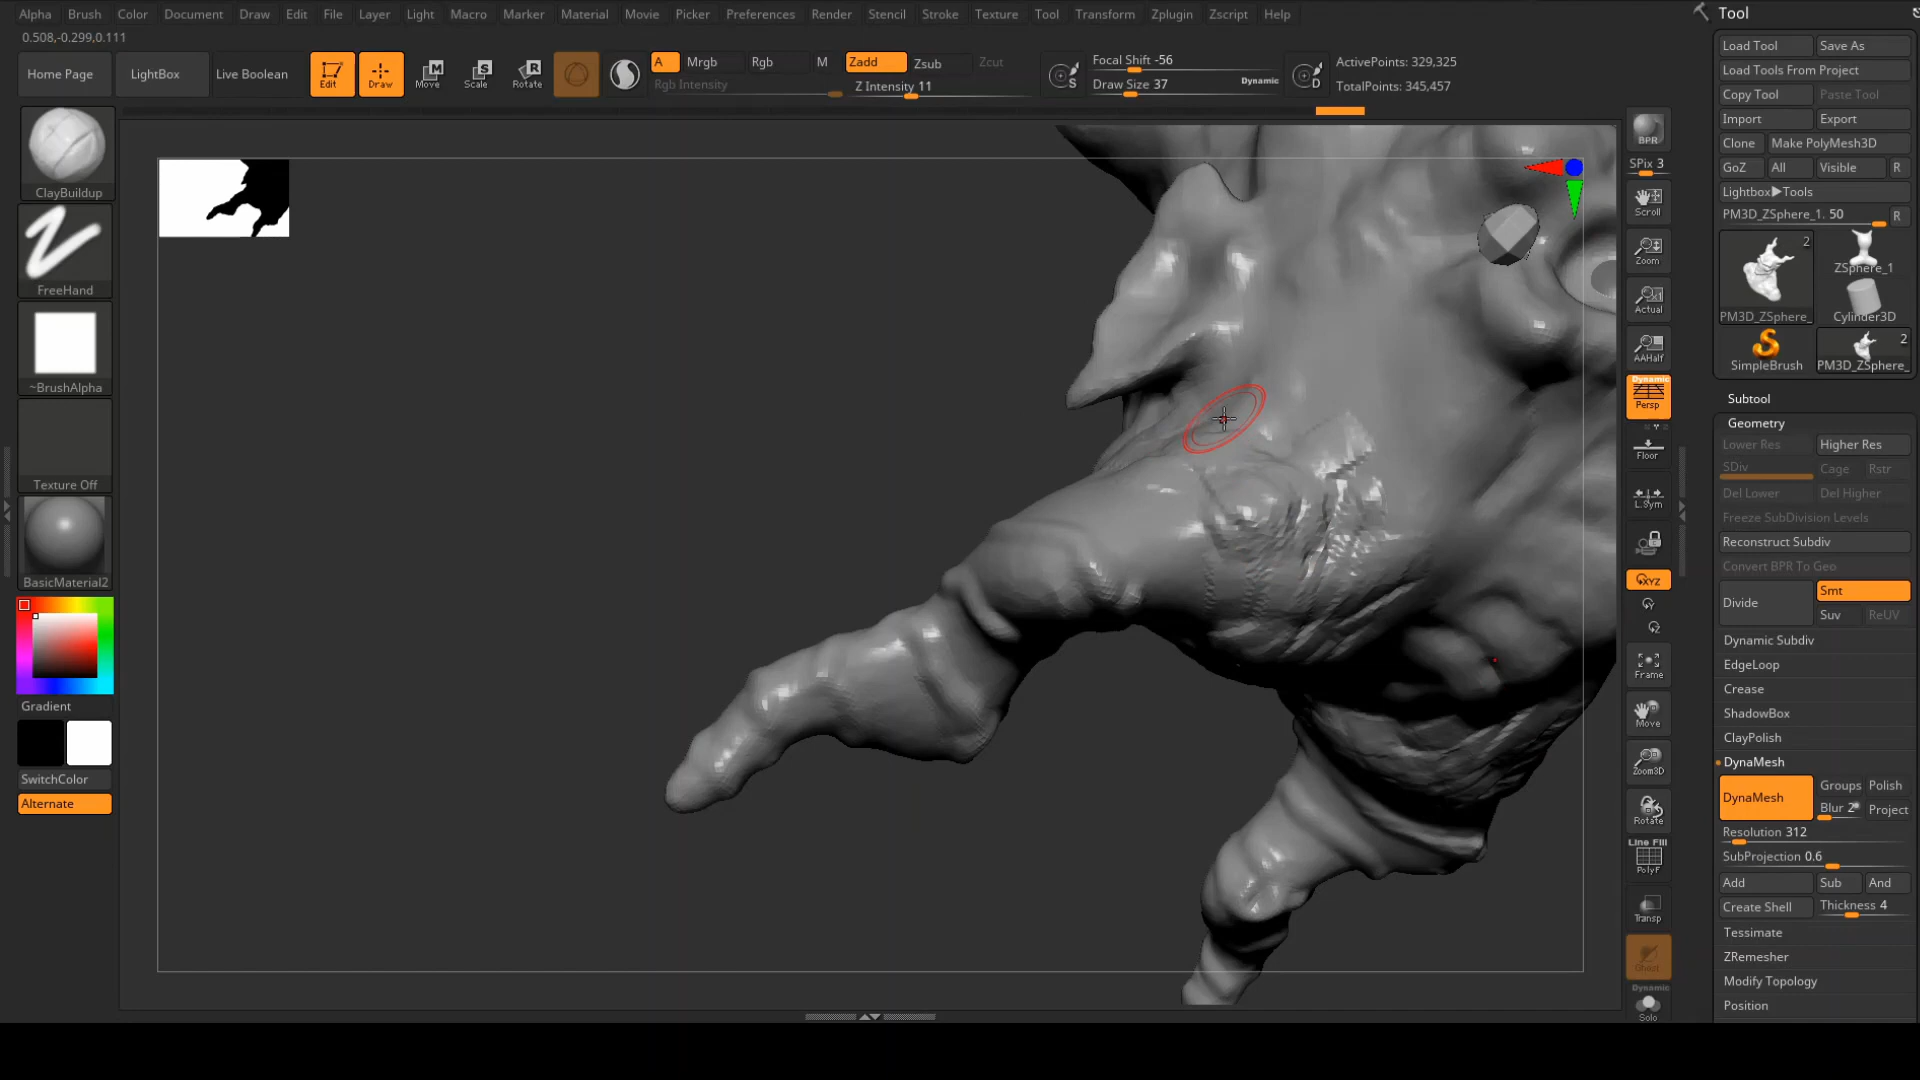 Alpha Brush Color Document Draw Edit File Layer Light Macro Marker Material Movie Picker Preferences Render Stencil Stroke Texture Tool Transform Zplugin Zscript Help
0.508,-0.299,0.111
Home Page LightBox Live Boolean Edit Draw Move Scale Rotate
A Mrgb Rgb M Zadd Zsub Zcut
Rgb Intensity Z Intensity 11
S Focal Shift -56
Draw Size 37 Dynamic D
ActivePoints: 329,325
TotalPoints: 345,457
ClayBuildup
FreeHand
~BrushAlpha
Texture Off
BasicMaterial2
Gradient
SwitchColor
Alternate
BPR
SPix 3
Scroll
Zoom
Actual
AAHalf
Dynamic
Persp
Floor
L.Sym
XYZ
Frame
Move
Zoom3D
Rotate
Line Fill
PolyF
Transp
Ghost
Dynamic
Solo
Tool
Load Tool Save As
Load Tools From Project
Copy Tool Paste Tool
Import Export
Clone Make PolyMesh3D
GoZ All Visible R
Lightbox▶Tools
PM3D_ZSphere_1. 50 R
2
ZSphere_1
PM3D_ZSphere_ Cylinder3D
2
SimpleBrush PM3D_ZSphere_
Subtool
Geometry
Lower Res Higher Res
SDiv Cage Rstr
Del Lower Del Higher
Freeze SubDivision Levels
Reconstruct Subdiv
Convert BPR To Geo
Divide Smt
Suv ReUV
Dynamic Subdiv
EdgeLoop
Crease
ShadowBox
ClayPolish
DynaMesh
DynaMesh Groups Polish
Blur 2 Project
Resolution 312
SubProjection 0.6
Add Sub And
Create Shell Thickness 4
Tessimate
ZRemesher
Modify Topology
Position